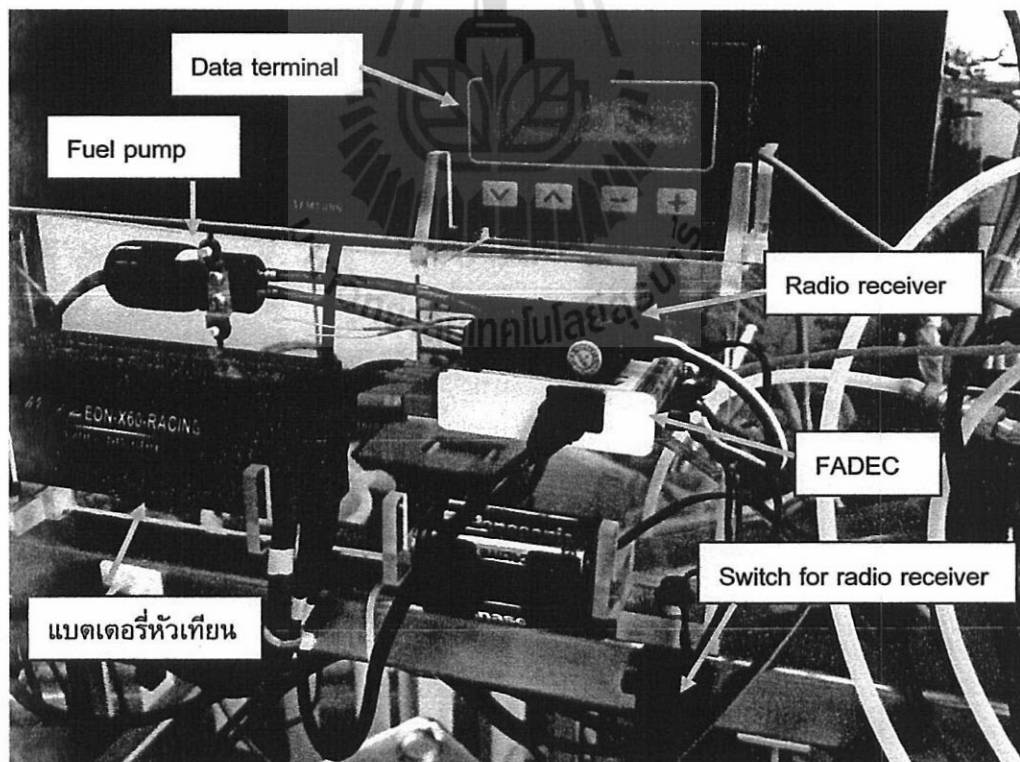 Data terminal
Fuel pump
Radio receiver
EON-X60-RACING
FADEC
Switch for radio receiver
แบตเตอรี่หัวเทียน